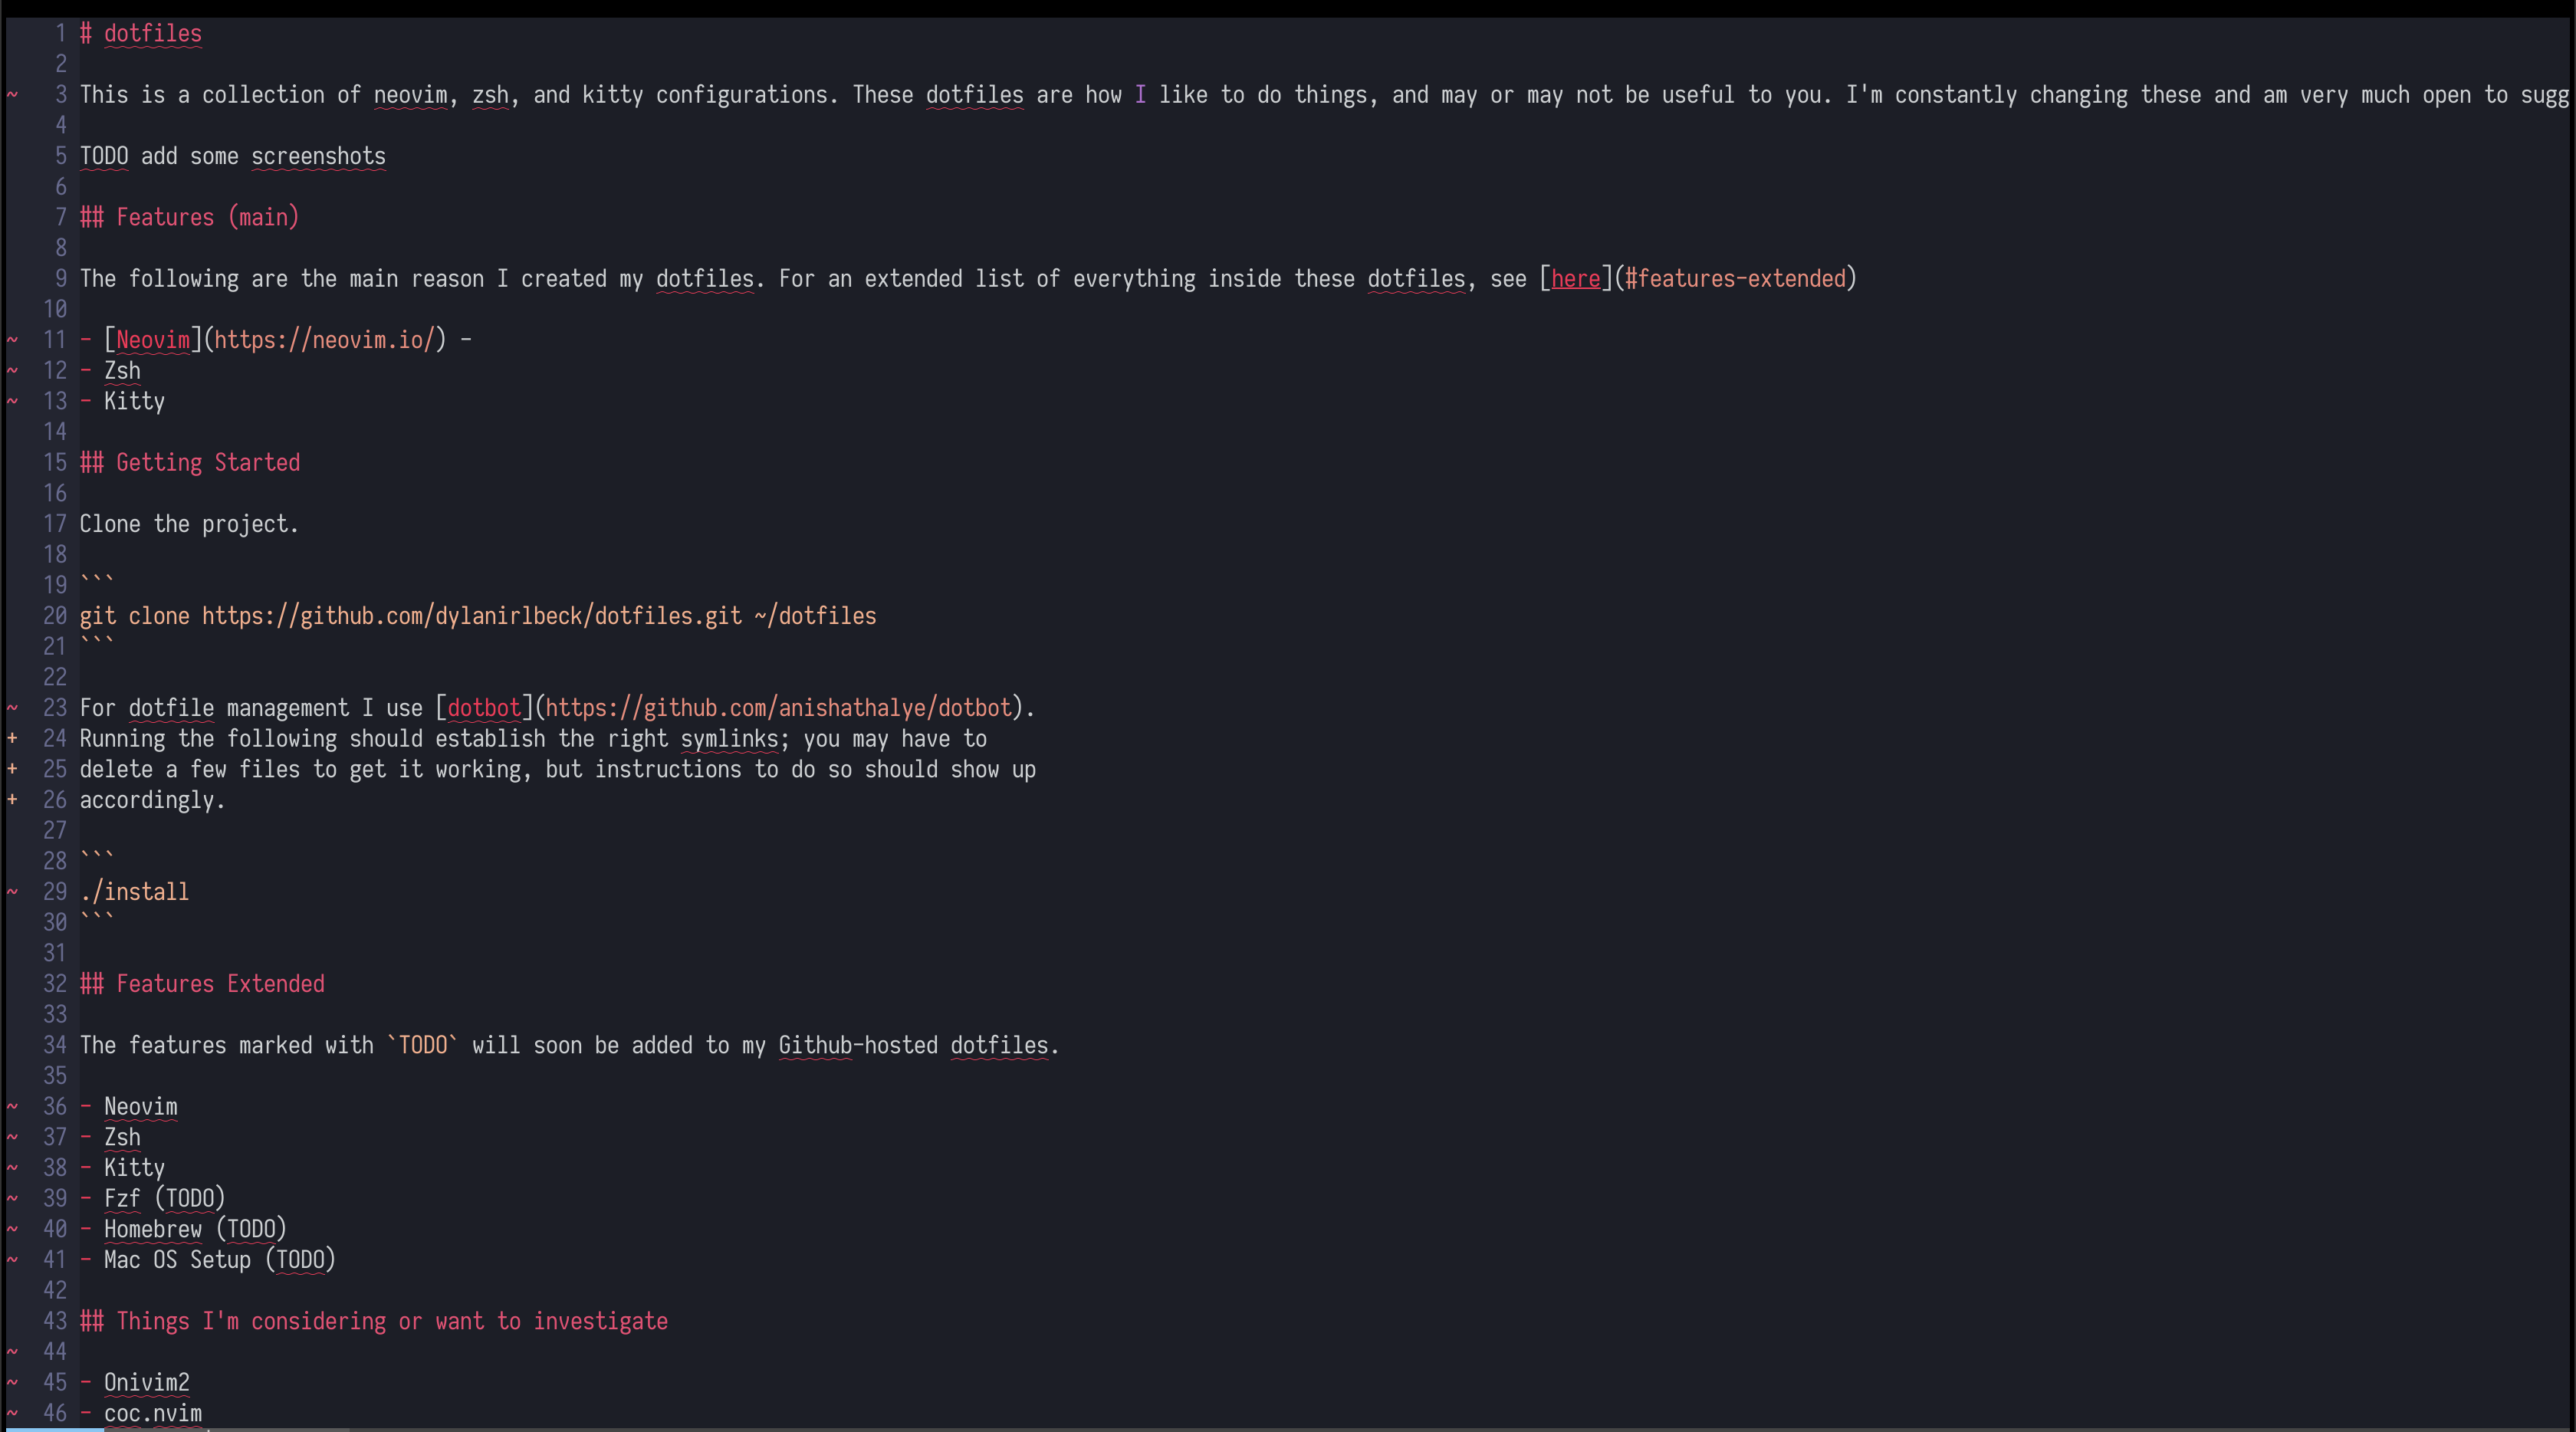 1 # dotfiles
2
~ 3 This is a collection of neovim, zsh, and kitty configurations. These dotfiles are how I like to do things, and may or may not be useful to you. I'm constantly changing these and am very much open to sugg
4
5 TODO add some screenshots
6
7 ## Features (main)
8
9 The following are the main reason I created my dotfiles. For an extended list of everything inside these dotfiles, see [here](#features-extended)
10
~ 11 - [Neovim](https://neovim.io/) -
~ 12 - Zsh
~ 13 - Kitty
14
15 ## Getting Started
16
17 Clone the project.
18
19 ```
20 git clone https://github.com/dylanirlbeck/dotfiles.git ~/dotfiles
21 ```
22
~ 23 For dotfile management I use [dotbot](https://github.com/anishathalye/dotbot).
+ 24 Running the following should establish the right symlinks; you may have to
+ 25 delete a few files to get it working, but instructions to do so should show up
+ 26 accordingly.
27
28 ```
~ 29 ./install
30 ```
31
32 ## Features Extended
33
34 The features marked with `TODO` will soon be added to my Github-hosted dotfiles.
35
~ 36 - Neovim
~ 37 - Zsh
~ 38 - Kitty
~ 39 - Fzf (TODO)
~ 40 - Homebrew (TODO)
~ 41 - Mac OS Setup (TODO)
42
43 ## Things I'm considering or want to investigate
~ 44
~ 45 - Onivim2
~ 46 - coc.nvim